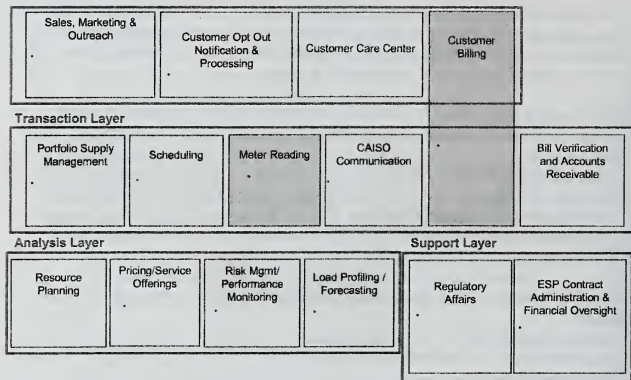 Sales, Marketing &
Outreach
Customer Opt Out
Notification &
Processing
Customer Care Center
Customer
Billing
Transaction Layer
Portfolio Supply
Management
Scheduling
Meter Reading
CAISO
Communication
Bill Verification
and Accounts
Receivable
Analysis Layer
Support Layer
Resource
Planning
Pricing/Service
Offerings
Risk Mgmt/
Performance
Monitoring
Load Profiling /
Forecasting
Regulatory
Affairs
ESP Contract
Administration &
Financial Oversight